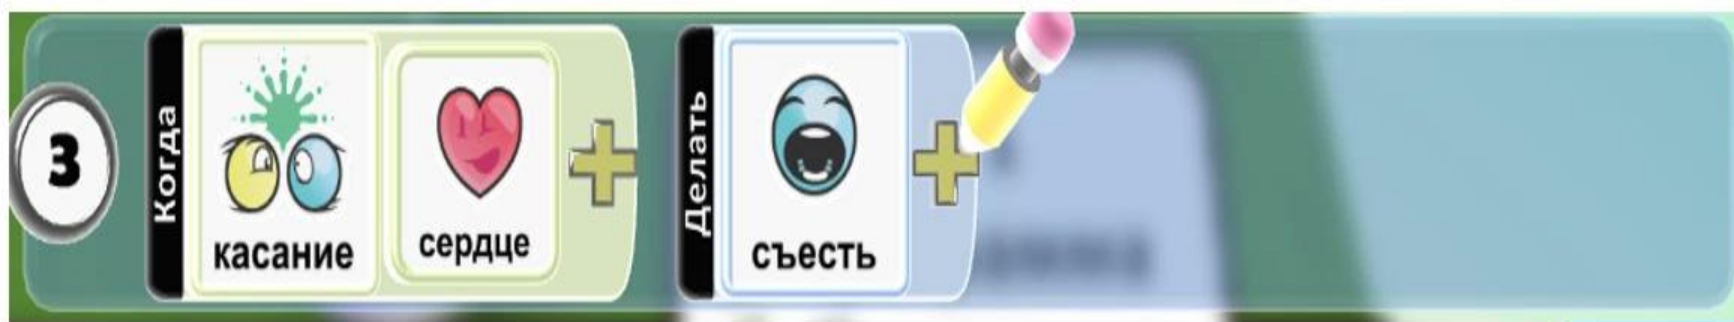 3
Когда
касание
сердце
Делать
съесть